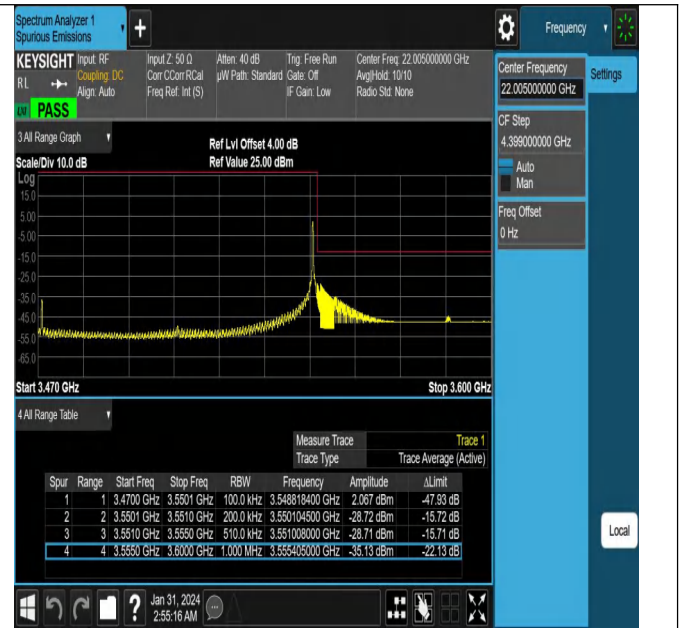 Spectrum Analyzer 1
Spurious Emissions
Frequency
KEYSIGHT
RL
Input: RF
Coupling: DC
Align: Auto
Input Z: 50 Ω
Corr CCorr RCal
Freq Ref: Int (S)
Atten: 40 dB
µW Path: Standard
Trig: Free Run
Gate: Off
IF Gain: Low
Center Freq: 22.005000000 GHz
Avg|Hold: 10/10
Radio Std: None
PASS
Center Frequency
22.005000000 GHz
Settings
CF Step
4.399000000 GHz
Auto
Man
Freq Offset
0 Hz
3 All Range Graph
Scale/Div 10.0 dB
Ref Lvl Offset 4.00 dB
Ref Value 25.00 dBm
Log
15.0
5.00
-5.00
-15.0
-25.0
-35.0
-45.0
-55.0
-65.0
Start 3.470 GHz
Stop 3.600 GHz
4 All Range Table
Measure Trace Trace 1
Trace Type Trace Average (Active)
Spur Range Start Freq Stop Freq RBW Frequency Amplitude ΔLimit
1 1 3.4700 GHz 3.5501 GHz 100.0 kHz 3.548818400 GHz 2.067 dBm -47.93 dB
2 2 3.5501 GHz 3.5510 GHz 200.0 kHz 3.550104500 GHz -28.72 dBm -15.72 dB
3 3 3.5510 GHz 3.5550 GHz 510.0 kHz 3.551008000 GHz -28.71 dBm -15.71 dB
4 4 3.5550 GHz 3.6000 GHz 1.000 MHz 3.555405000 GHz -35.13 dBm -22.13 dB
Local
Jan 31, 2024
2:55:16 AM